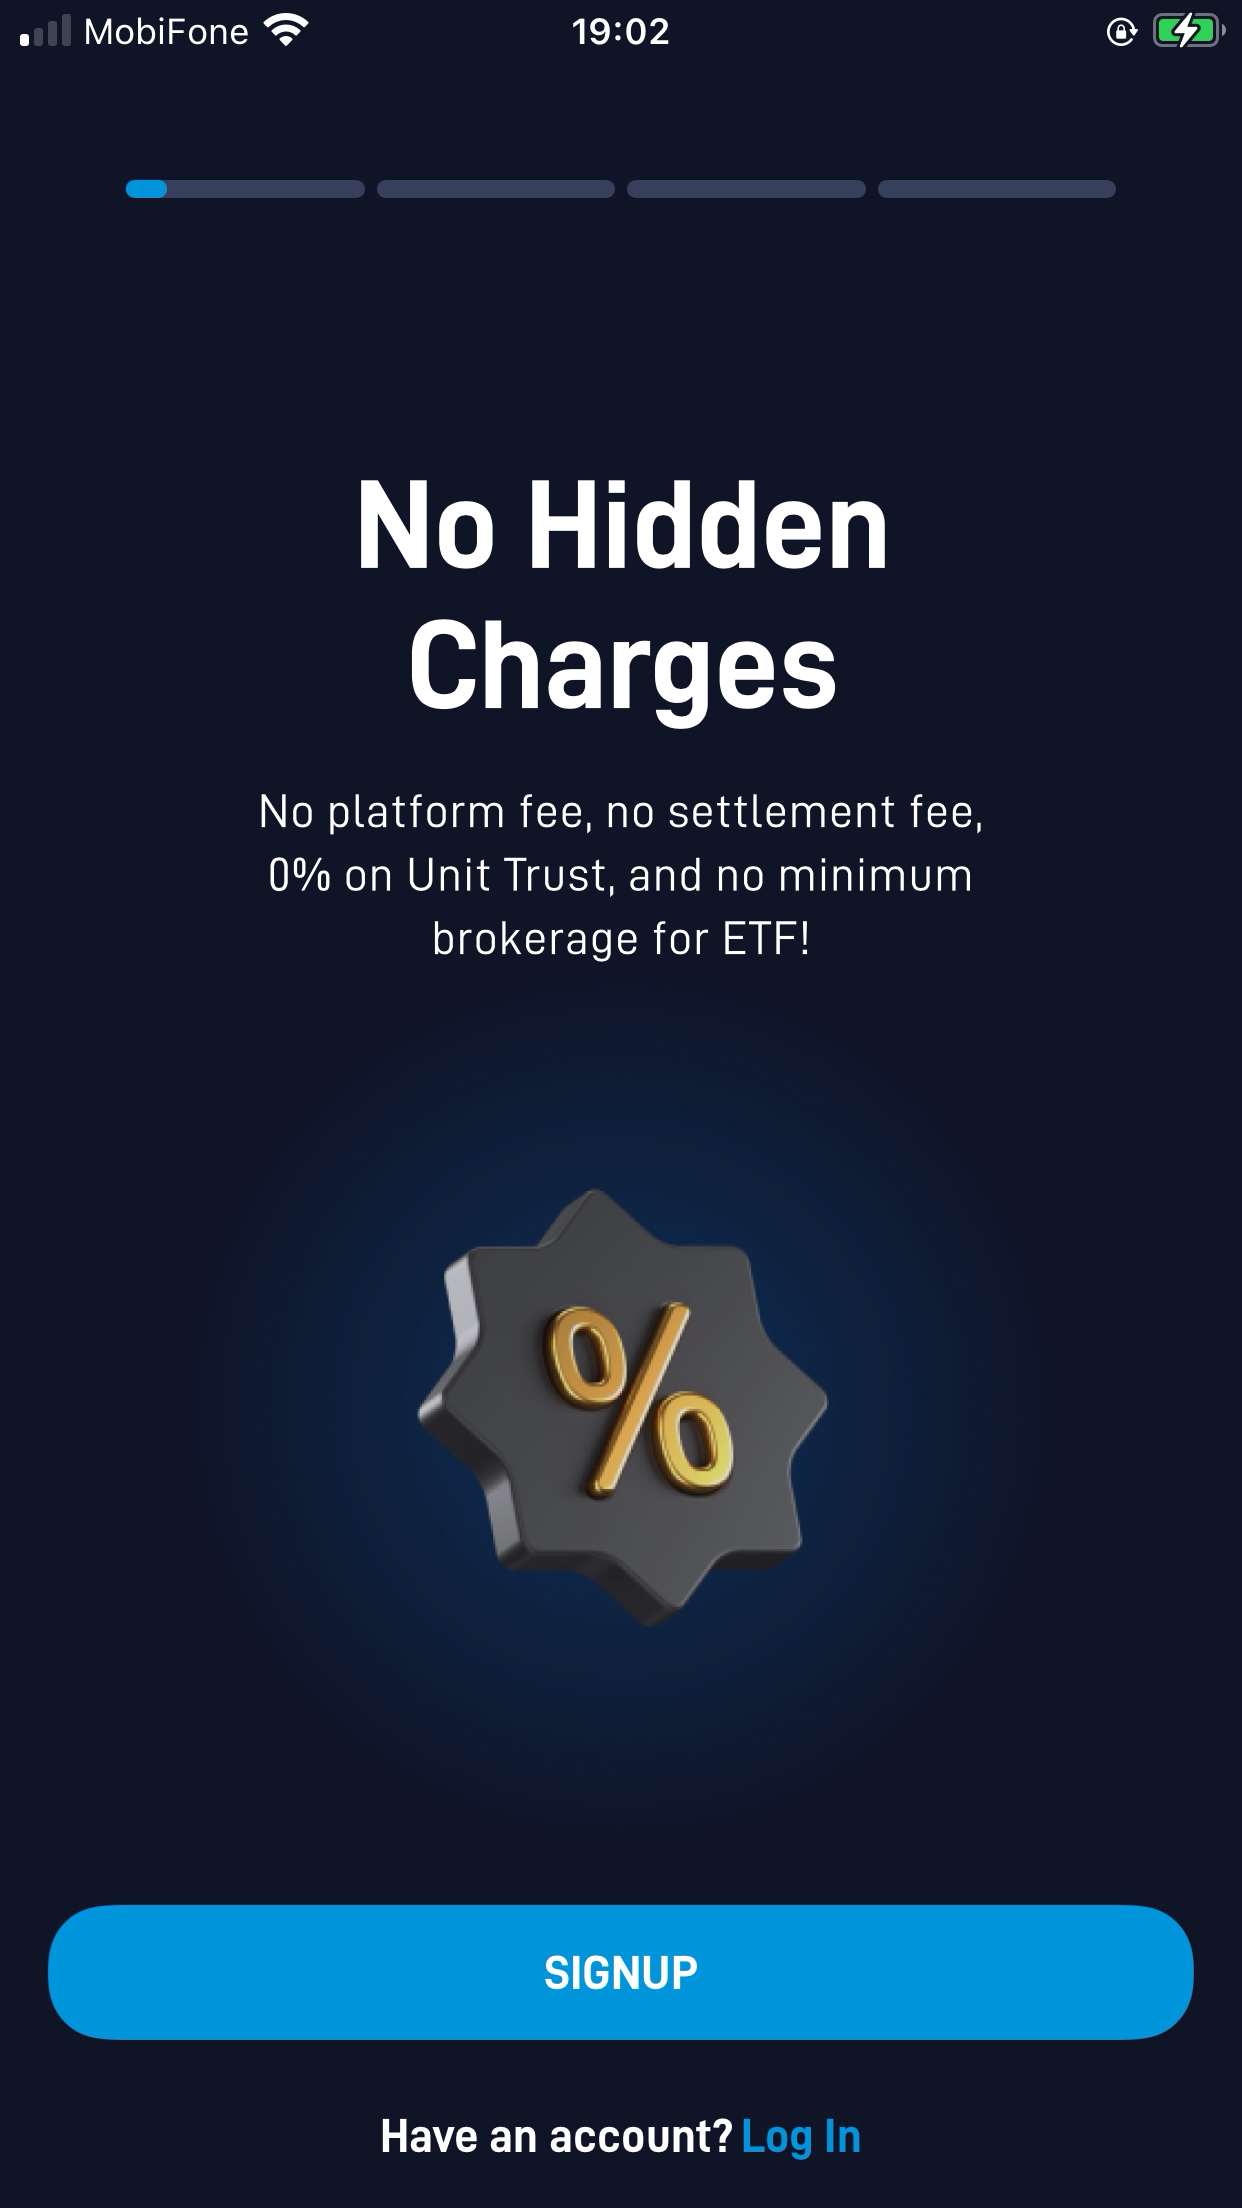 MobiFone
19:02
No Hidden
Charges
No platform fee, no settlement fee,
0% on Unit Trust, and no minimum
brokerage for ETF!
%
SIGNUP
Have an account? Log In